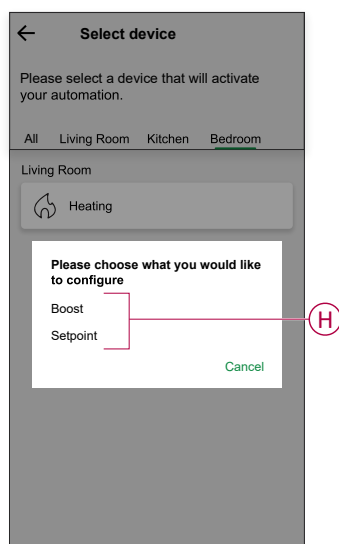 Select device
Please select a device that will activate
your automation.
All Living Room Kitchen Bedroom
Living Room
Heating
Please choose what you would like
to configure
Boost
Setpoint
H
Cancel